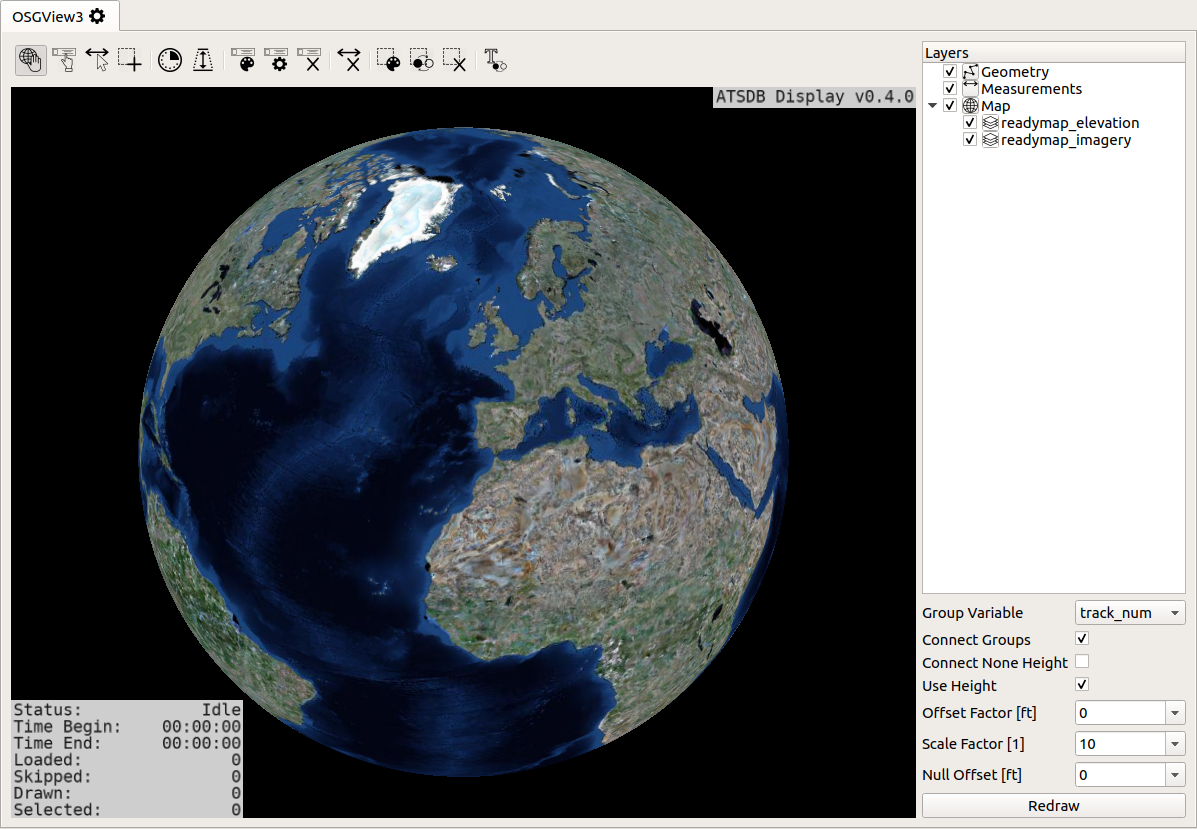 OSGView3
ATSDB Display v0.4.0
Layers
Geometry
Measurements
Map
readymap_elevation
readymap_imagery
Status: Idle
Time Begin: 00:00:00
Time End: 00:00:00
Loaded: 0
Skipped: 0
Drawn: 0
Selected: 0
Group Variable track_num
Connect Groups
Connect None Height
Use Height
Offset Factor [ft] 0
Scale Factor [1] 10
Null Offset [ft] 0
Redraw